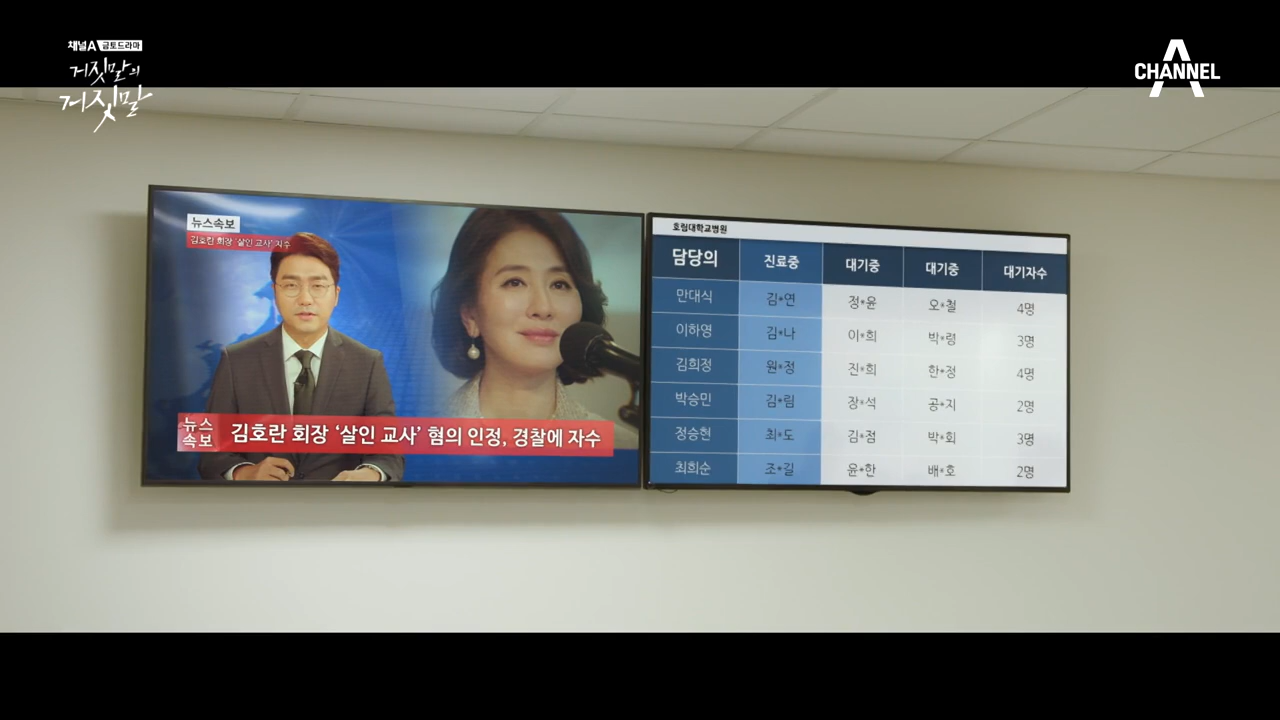 채널A 금토드라마
거짓말의
거짓말
CHANNEL A
뉴스속보
김호란 회장 '살인 교사' 자수
뉴스
속보
김호란 회장 '살인 교사' 혐의 인정, 경찰에 자수
호림대학교병원
담당의 진료중 대기중 대기중 대기자수
만대식 김*연 정*윤 오*철 4명
이하영 김*나 이*희 박*령 3명
김희정 원*정 진*희 한*정 4명
박승민 김*림 장*석 공*지 2명
정승현 최*도 김*점 박*회 3명
최희순 조*길 윤*한 배*호 2명